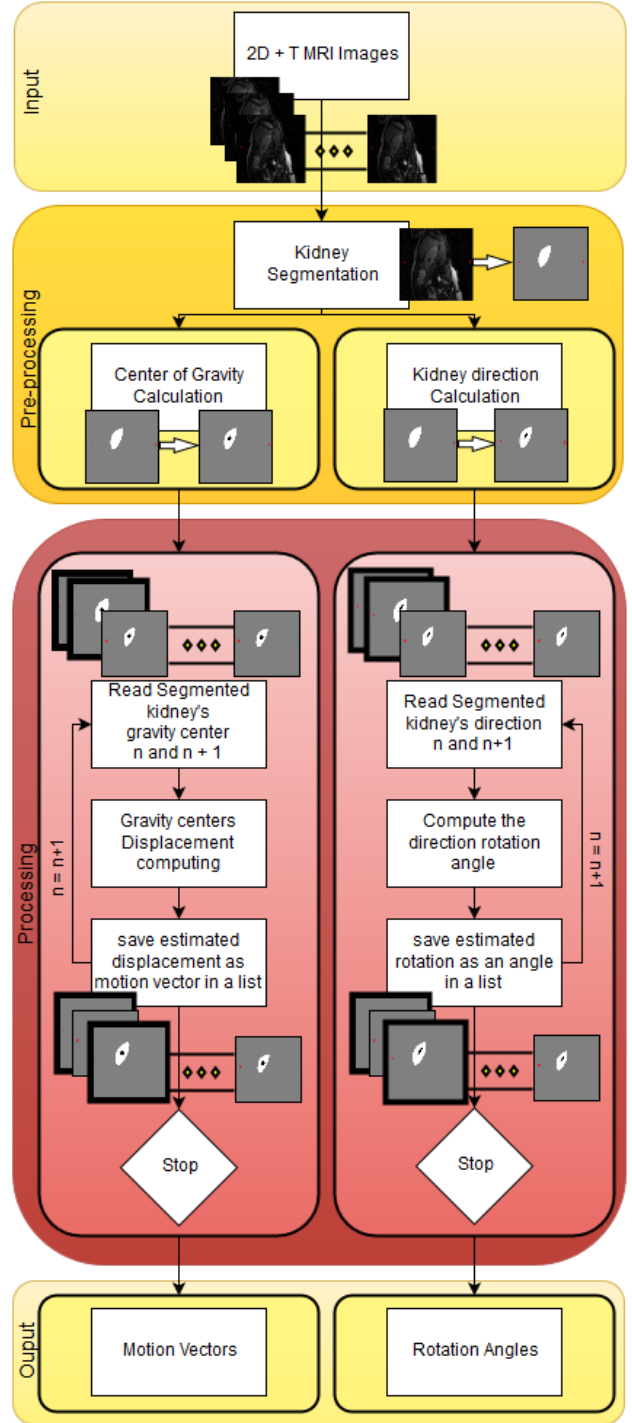 Input
2D + T MRI Images
Pre-processing
Kidney
Segmentation
Center of Gravity
Calculation
Kidney direction
Calculation
Processing
Read Segmented
kidney's
gravity center
n and n + 1
Gravity centers
Displacement
computing
save estimated
displacement as
motion vector in a list
n = n+1
Stop
Read Segmented
kidney's direction
n and n+1
Compute the
direction rotation
angle
save estimated
rotation as an angle
in a list
n = n+1
Stop
Ouput
Motion Vectors
Rotation Angles